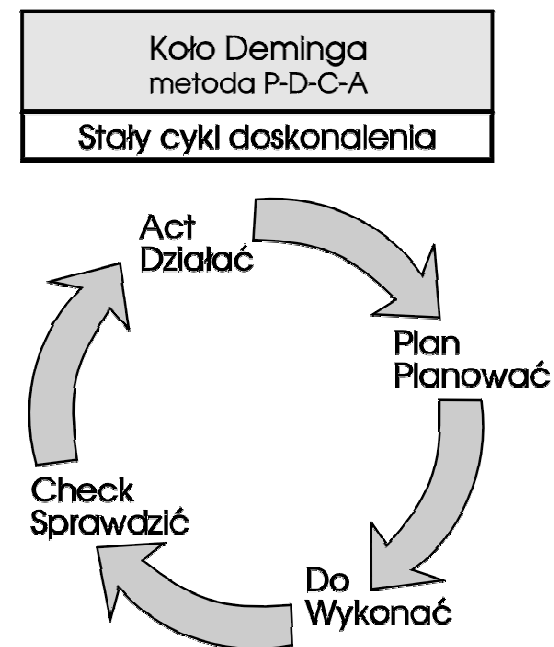 Koło Deminga
metoda P-D-C-A
Stały cykl doskonalenia
Act
Działać
Plan
Planować
Do
Wykonać
Check
Sprawdzić